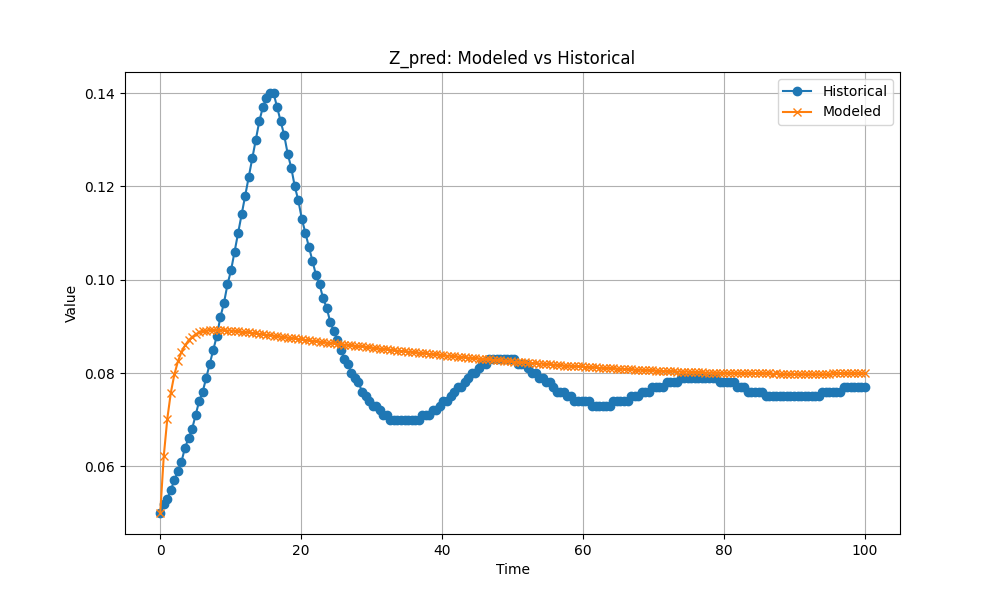 Z_pred: Modeled vs Historical
Historical
Modeled
0.14
0.12
0.10
0.08
0.06
Value
0 20 40 60 80 100
Time